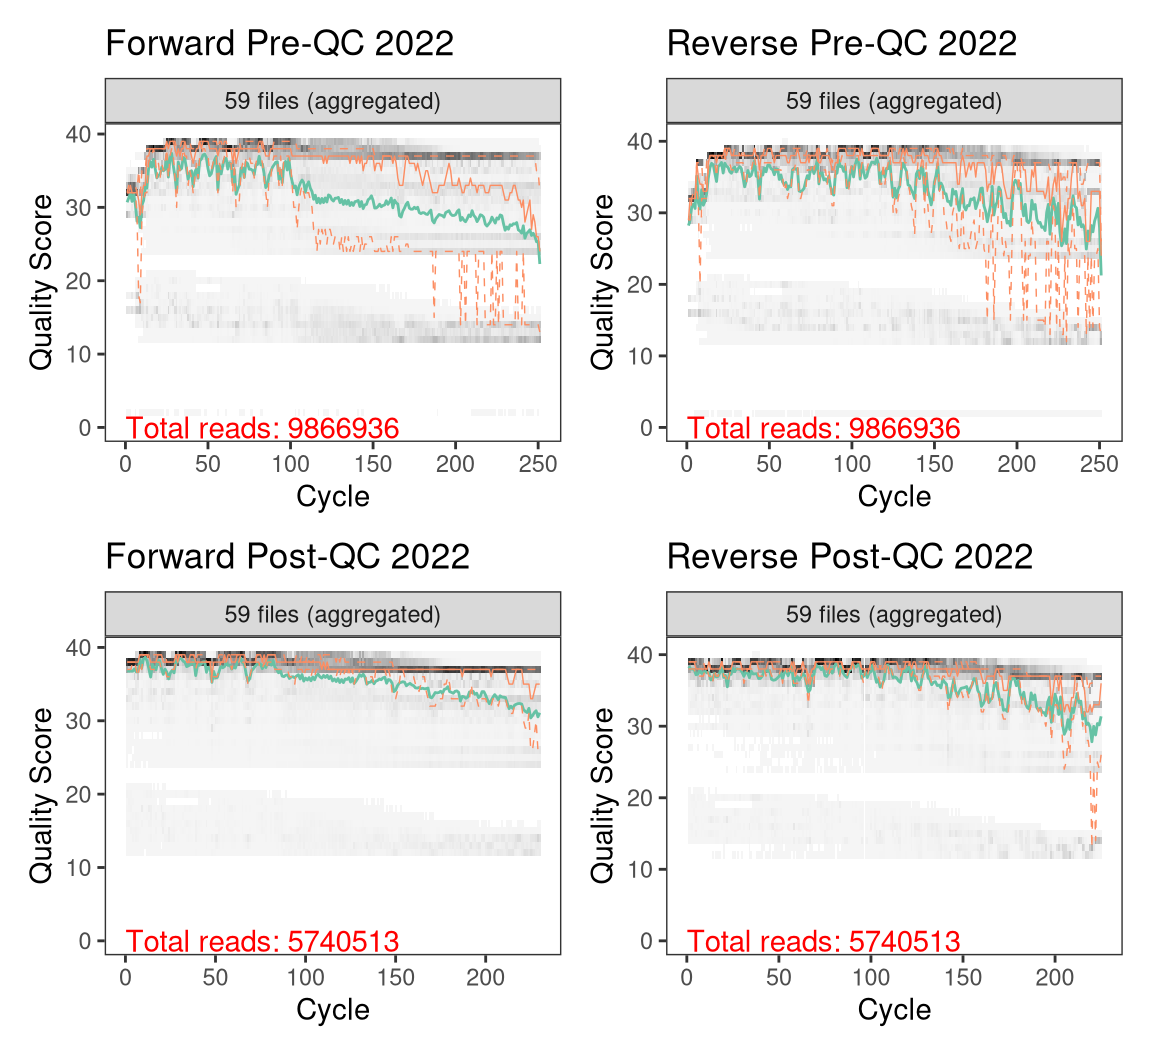 Forward Pre-QC 2022
59 files (aggregated)
Quality Score
40
30
20
10
0
Total reads: 9866936
0 50 100 150 200 250
Cycle
Reverse Pre-QC 2022
59 files (aggregated)
Quality Score
40
30
20
10
0
Total reads: 9866936
0 50 100 150 200 250
Cycle
Forward Post-QC 2022
59 files (aggregated)
Quality Score
40
30
20
10
0
Total reads: 5740513
0 50 100 150 200
Cycle
Reverse Post-QC 2022
59 files (aggregated)
Quality Score
40
30
20
10
0
Total reads: 5740513
0 50 100 150 200
Cycle